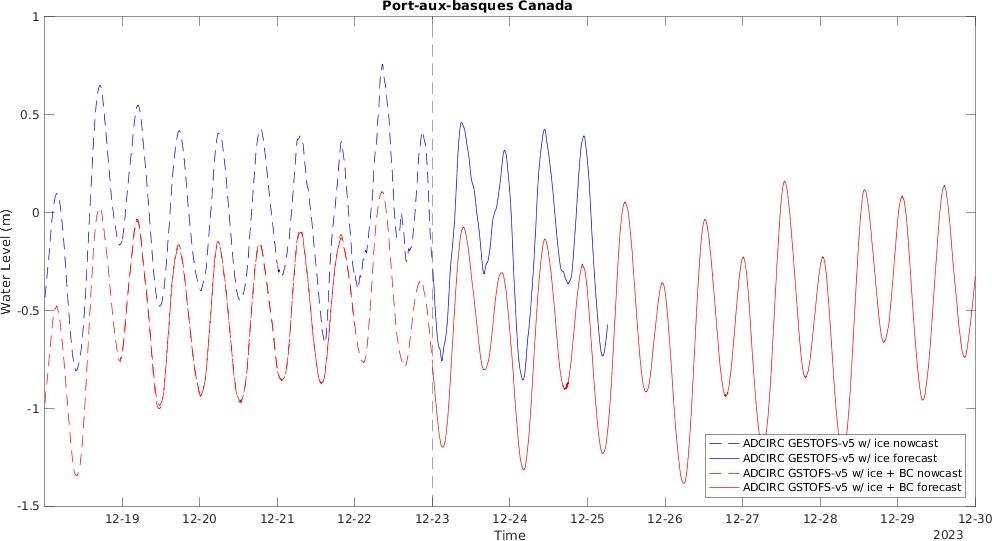 Port-aux-basques Canada
1
0.5
0
-0.5
-1
-1.5
Water Level (m)
12-19
12-20
12-21
12-22
12-23
12-24
12-25
12-26
12-27
12-28
12-29
12-30
Time
2023
ADCIRC GESTOFS-v5 w/ ice nowcast
ADCIRC GESTOFS-v5 w/ ice forecast
ADCIRC GSTOFS-v5 w/ ice + BC nowcast
ADCIRC GSTOFS-v5 w/ ice + BC forecast